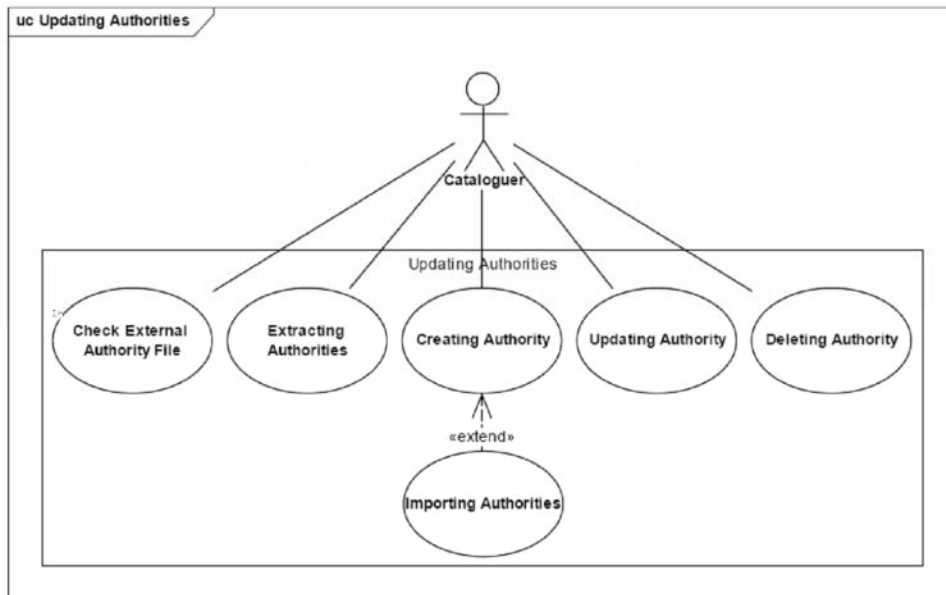 uc Updating Authorities
Cataloguer
Updating Authorities
Check External
Authority File
Extracting
Authorities
Creating Authority
Updating Authority
Deleting Authority
«extend»
Importing Authorities